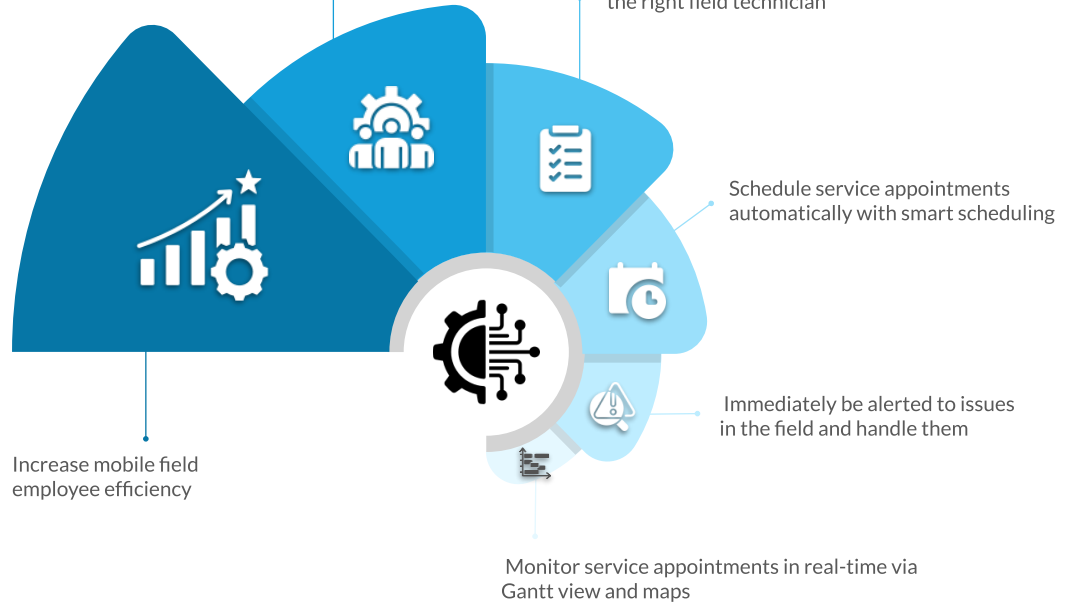 the right field technician
Schedule service appointments
automatically with smart scheduling
Immediately be alerted to issues
in the field and handle them
Increase mobile field
employee efficiency
Monitor service appointments in real-time via
Gantt view and maps